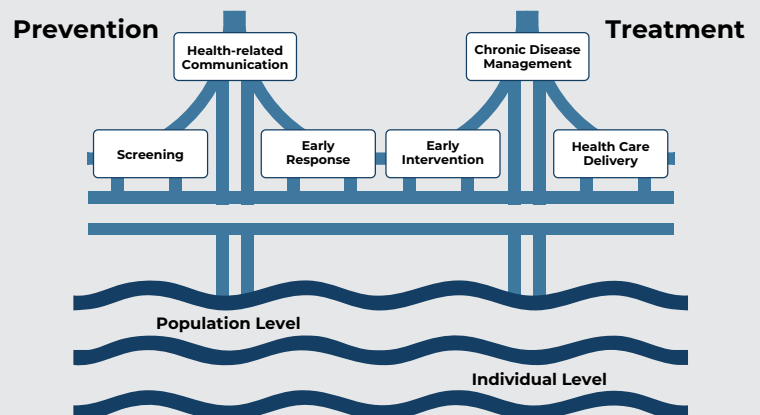 Prevention
Treatment
Health-related
Communication
Chronic Disease
Management
Screening
Early
Response
Early
Intervention
Health Care
Delivery
Population Level
Individual Level